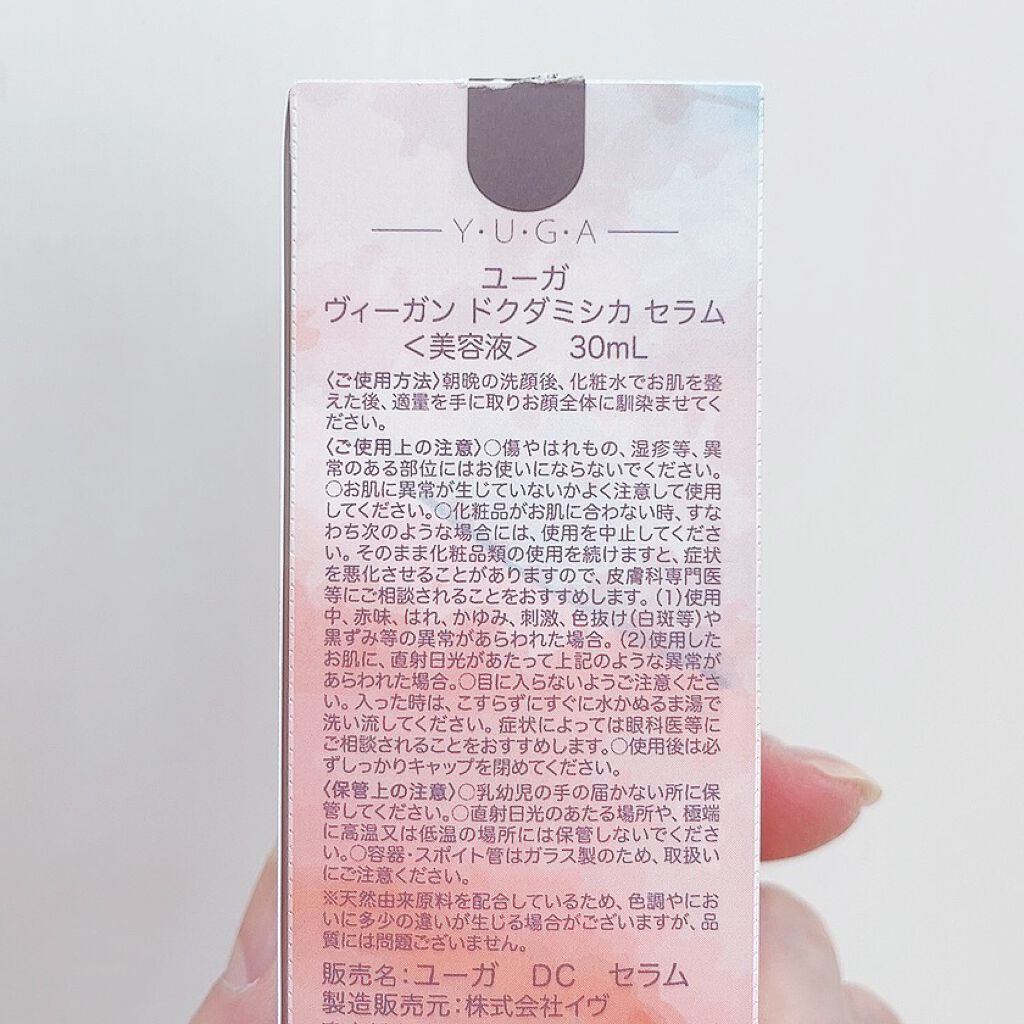 Y·U·G·A
ユーガ
ヴィーガン ドクダミシカ セラム
＜美容液＞ 30mL
〈ご使用方法〉朝晩の洗顔後、化粧水でお肌を整
えた後、適量を手に取りお顔全体に馴染ませてく
ださい。
〈ご使用上の注意〉○傷やはれもの、湿疹等、異
常のある部位にはお使いにならないでください。
○お肌に異常が生じていないかよく注意して使用
してください。○化粧品がお肌に合わない時、すな
わち次のような場合には、使用を中止してくださ
い。そのまま化粧品類の使用を続けますと、症状
を悪化させることがありますので、皮膚科専門医
等にご相談されることをおすすめします。(1)使用
中、赤味、はれ、かゆみ、刺激、色抜け(白斑等)や
黒ずみ等の異常があらわれた場合。(2)使用した
お肌に、直射日光があたって上記のような異常が
あらわれた場合。○目に入らないようご注意くださ
い。入った時は、こすらずにすぐに水かぬるま湯で
洗い流してください。症状によっては眼科医等に
ご相談されることをおすすめします。○使用後は必
ずしっかりキャップを閉めてください。
〈保管上の注意〉○乳幼児の手の届かない所に保
管してください。○直射日光のあたる場所や、極端
に高温又は低温の場所には保管しないでくださ
い。○容器・スポイト管はガラス製のため、取扱い
にご注意ください。
※天然由来原料を配合しているため、色調やにお
いに多少の違いが生じる場合がございますが、品
質には問題ございません。
販売名：ユーガ DC セラム
製造販売元：株式会社イヴ